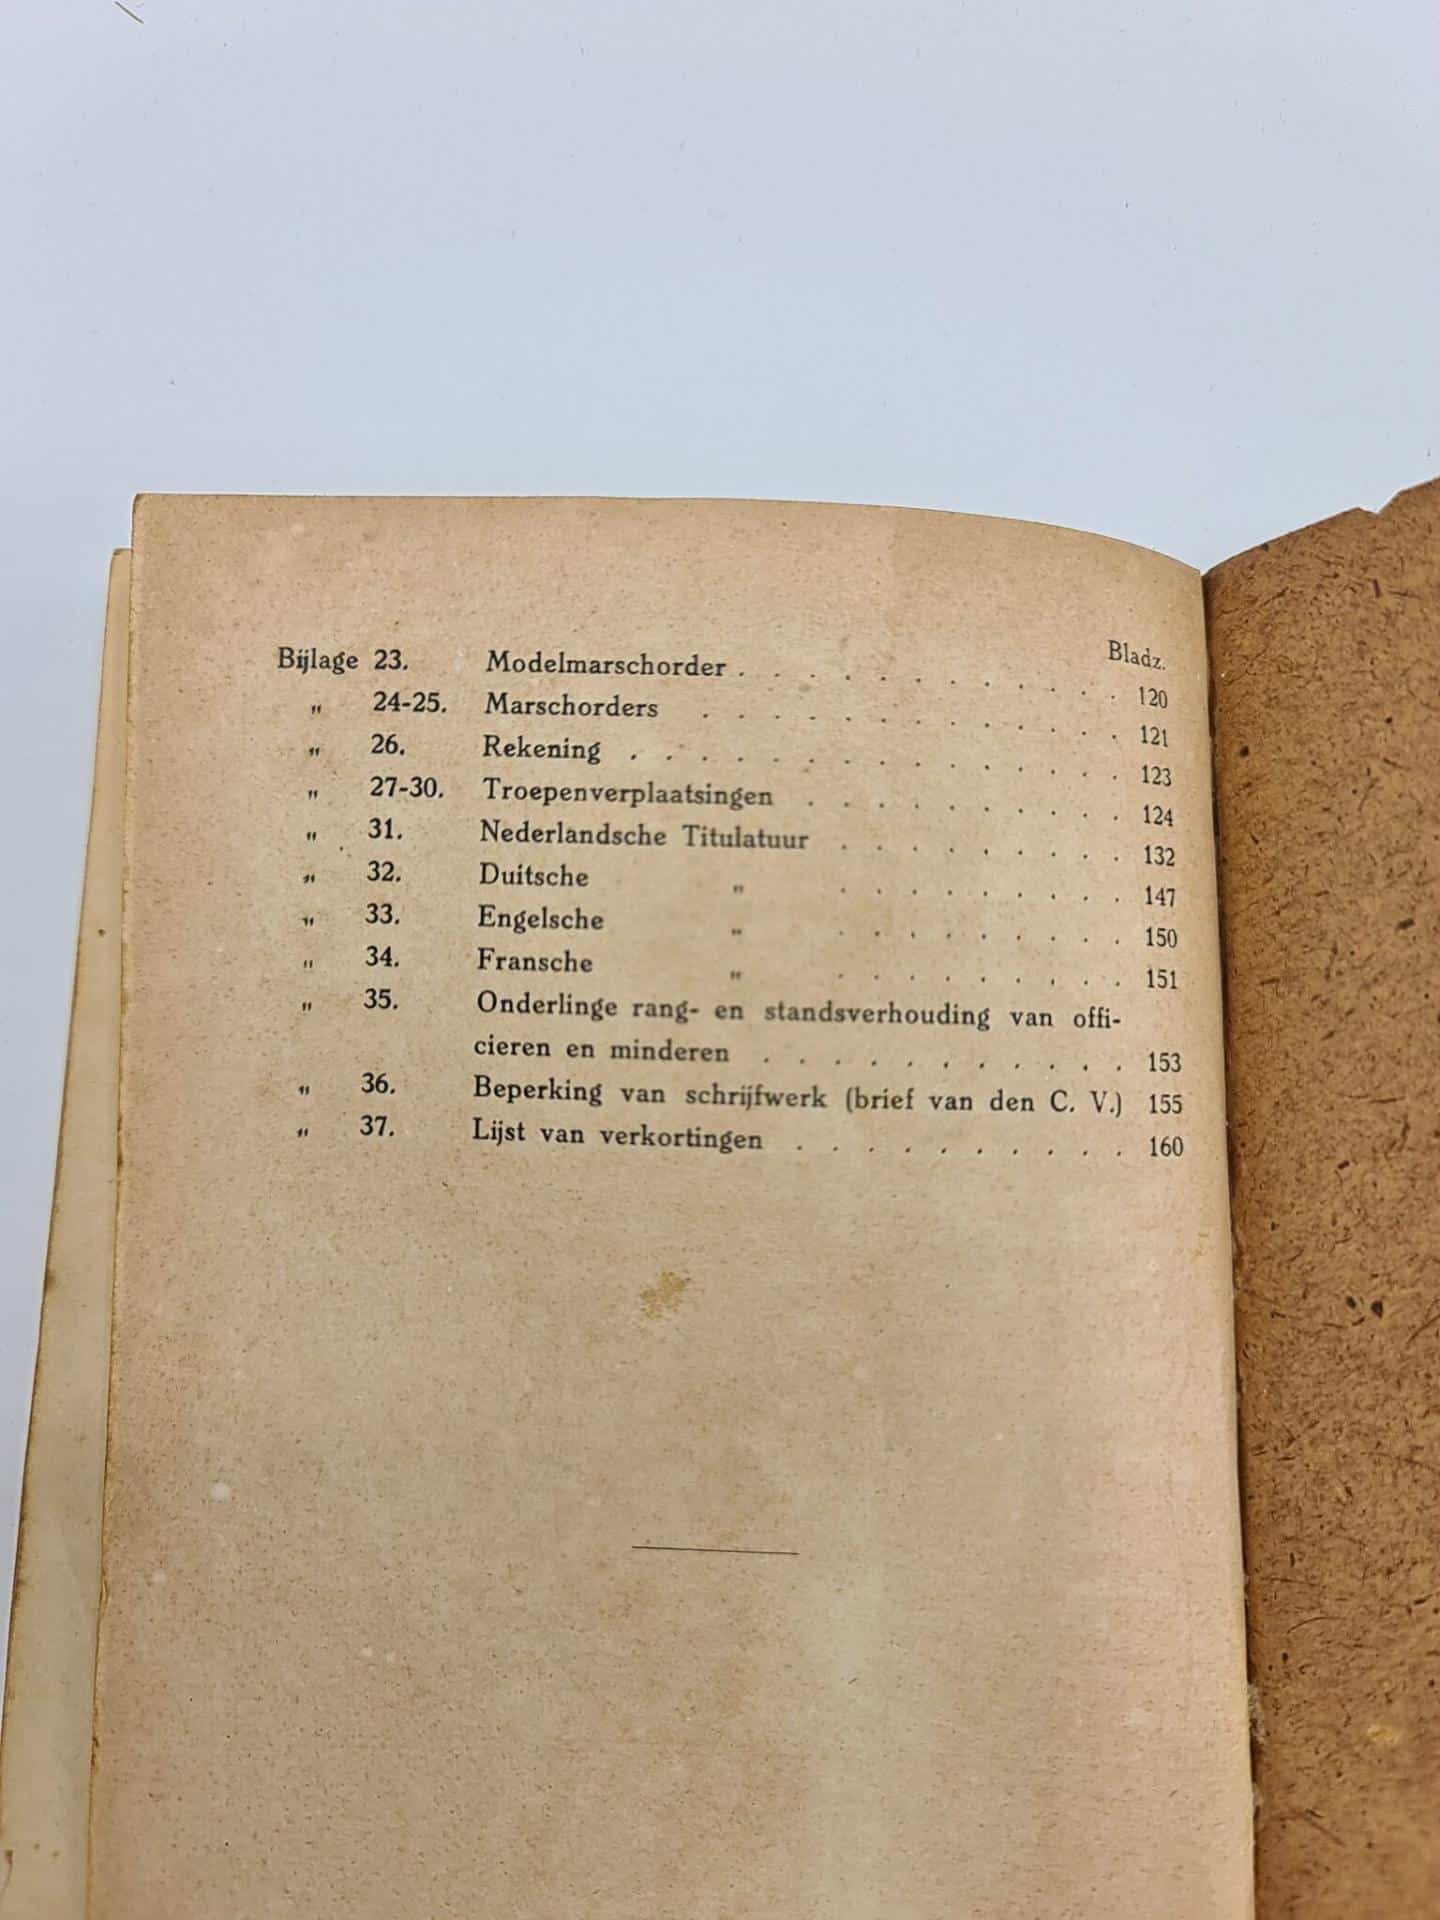 Bladz.
Bijlage 23. Modelmarschorder . . . . . . . . . . . 120
„ 24-25. Marschorders . . . . . . . . . . . . 121
„ 26. Rekening . . . . . . . . . . . . . . 123
„ 27-30. Troepenverplaatsingen . . . . . . . . . 124
„ 31. Nederlandsche Titulatuur . . . . . . . . 132
„ 32. Duitsche „ . . . . . . . . 147
„ 33. Engelsche „ . . . . . . . . 150
„ 34. Fransche „ . . . . . . . . 151
„ 35. Onderlinge rang- en standsverhouding van offi-
cieren en minderen . . . . . . . . . . . 153
„ 36. Beperking van schrijfwerk (brief van den C. V.) 155
„ 37. Lijst van verkortingen . . . . . . . . . . 160